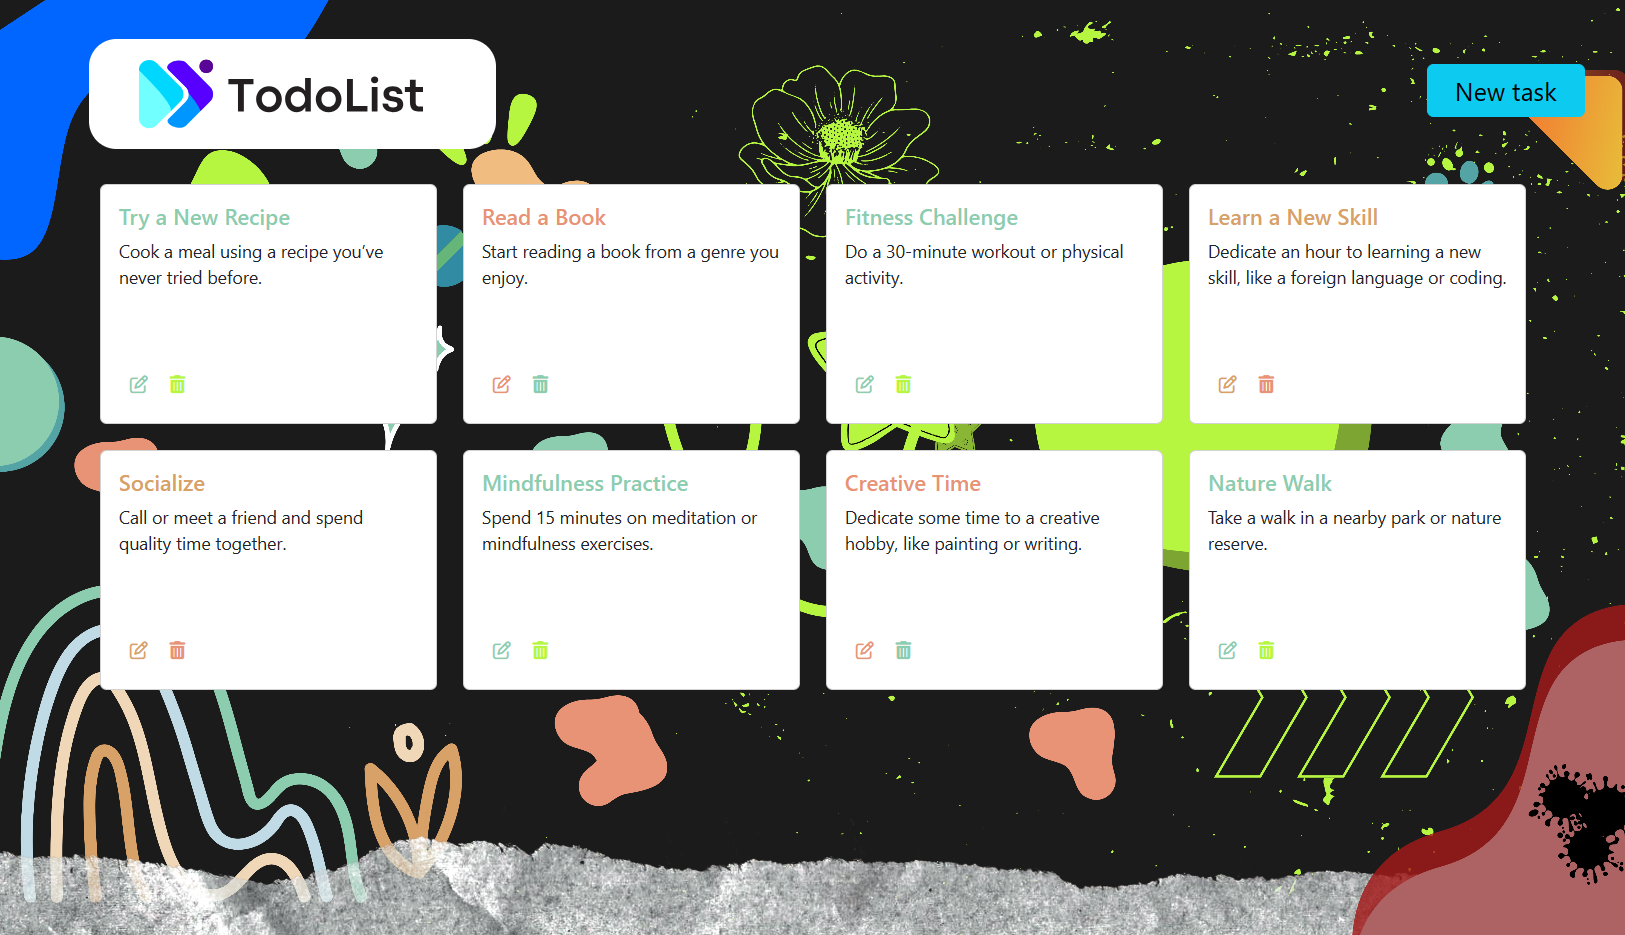 TodoList
New task
Try a New Recipe
Cook a meal using a recipe you’ve
never tried before.
Read a Book
Start reading a book from a genre you
enjoy.
Fitness Challenge
Do a 30-minute workout or physical
activity.
Learn a New Skill
Dedicate an hour to learning a new
skill, like a foreign language or coding.
Socialize
Call or meet a friend and spend
quality time together.
Mindfulness Practice
Spend 15 minutes on meditation or
mindfulness exercises.
Creative Time
Dedicate some time to a creative
hobby, like painting or writing.
Nature Walk
Take a walk in a nearby park or nature
reserve.